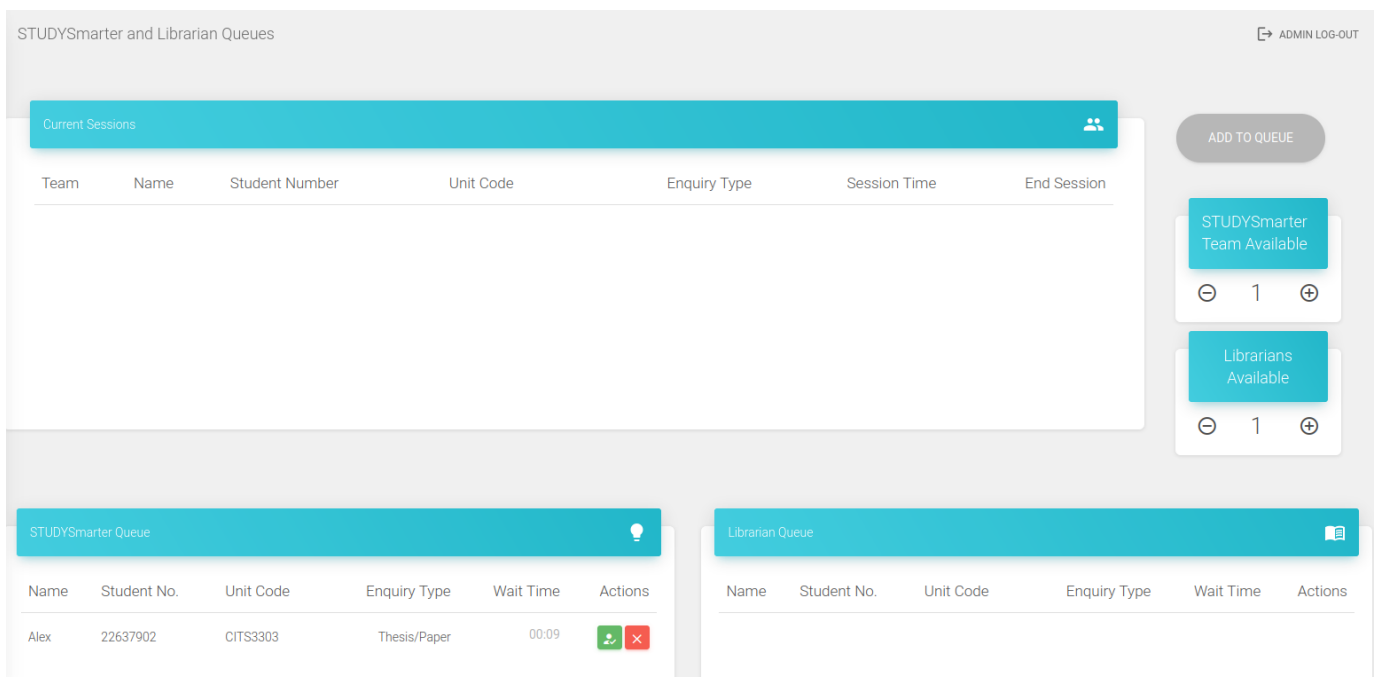 STUDYSmarter and Librarian Queues
ADMIN LOG-OUT
Current Sessions
ADD TO QUEUE
Team Name Student Number Unit Code Enquiry Type Session Time End Session
STUDYSmarter
Team Available
1
Librarians
Available
1
STUDYSmarter Queue
Name Student No. Unit Code Enquiry Type Wait Time Actions
Alex 22637902 CITS3303 Thesis/Paper 00:09
Librarian Queue
Name Student No. Unit Code Enquiry Type Wait Time Actions